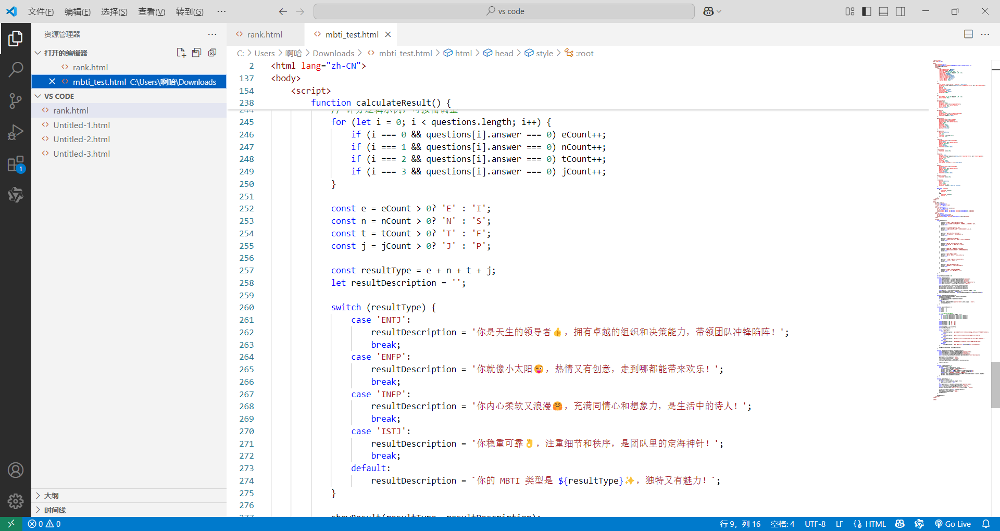 文件(F) 编辑(E) 选择(S) 查看(V) 转到(G) ··· vs code
资源管理器 ···
打开的编辑器
rank.html
mbti_test.html C:\Users\啊哈\Downloads
VS CODE
rank.html
Untitled-1.html
Untitled-2.html
Untitled-3.html
1
大纲
时间线
rank.html mbti_test.html
C: > Users > 啊哈 > Downloads > mbti_test.html > html > head > style > :root
2 <html lang="zh-CN">
137 <body>
154 <script>
238 function calculateResult() {
245 for (let i = 0; i < questions.length; i++) {
246 if (i === 0 && questions[i].answer === 0) eCount++;
247 if (i === 1 && questions[i].answer === 0) nCount++;
248 if (i === 2 && questions[i].answer === 0) tCount++;
249 if (i === 3 && questions[i].answer === 0) jCount++;
250 }
251
252 const e = eCount > 0? 'E' : 'I';
253 const n = nCount > 0? 'N' : 'S';
254 const t = tCount > 0? 'T' : 'F';
255 const j = jCount > 0? 'J' : 'P';
256
257 const resultType = e + n + t + j;
258 let resultDescription = '';
259
260 switch (resultType) {
261 case 'ENTJ':
262 resultDescription = '你是天生的领导者👍，拥有卓越的组织和决策能力，带领团队冲锋陷阵！';
263 break;
264 case 'ENFP':
265 resultDescription = '你就像小太阳😜，热情又有创意，走到哪都能带来欢乐！';
266 break;
267 case 'INFP':
268 resultDescription = '你内心柔软又浪漫🤗，充满同情心和想象力，是生活中的诗人！';
269 break;
270 case 'ISTJ':
271 resultDescription = '你稳重可靠👌，注重细节和秩序，是团队里的定海神针！';
272 break;
273 default:
274 resultDescription = `你的 MBTI 类型是 ${resultType}✨，独特又有魅力！`;
275 }
276
277 showResult(resultType, resultDescription);
0 0 行 9，列 16 空格: 4 UTF-8 LF {} HTML Go Live